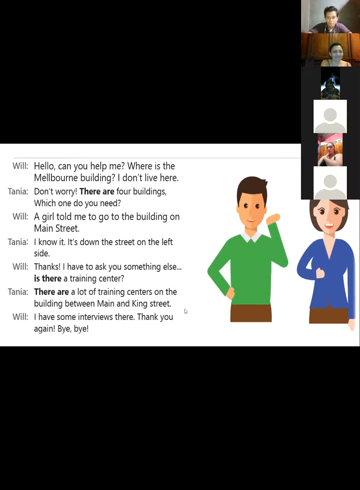 Will: Hello, can you help me? Where is the
Mellbourne building? I don't live here.
Tania: Don't worry! There are four buildings,
Which one do you need?
Will: A girl told me to go to the building on
Main Street.
Tania: I know it. It's down the street on the left
side.
Will: Thanks! I have to ask you something else...
is there a training center?
Tania: There are a lot of training centers on the
building between Main and King street.
Will: I have some interviews there. Thank you
again! Bye, bye!